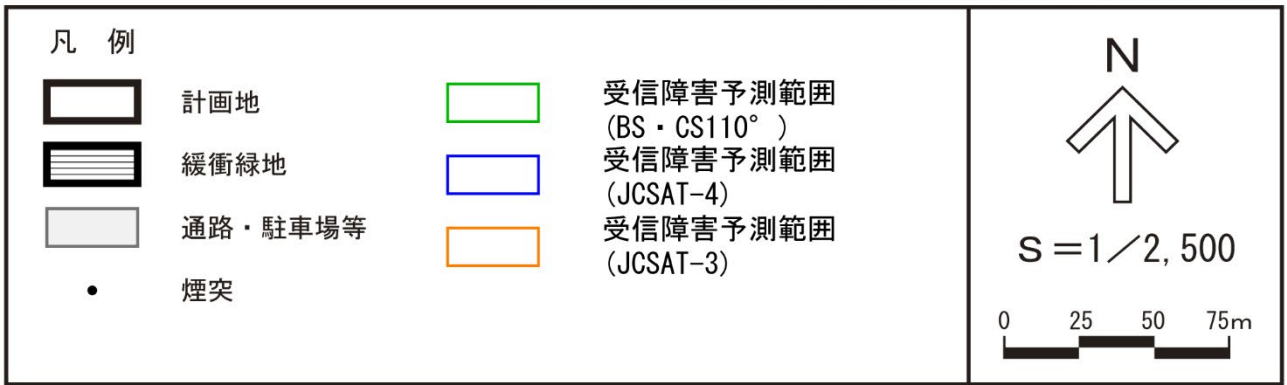 凡 例
計画地
緩衝緑地
通路・駐車場等
煙突
受信障害予測範囲
(BS・CS110°)
受信障害予測範囲
(JCSAT-4)
受信障害予測範囲
(JCSAT-3)
N
S=1/2,500
0 25 50 75m